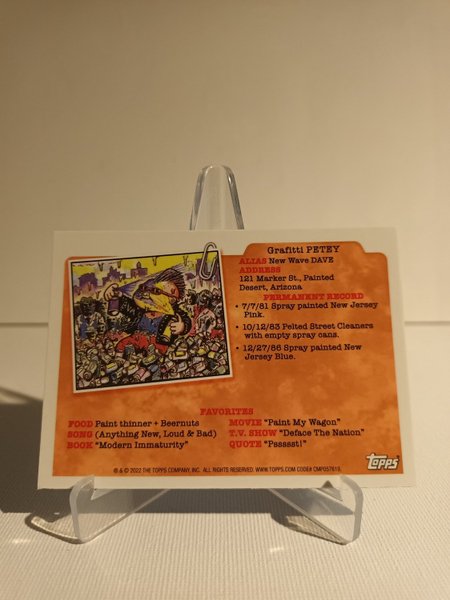 Grafitti PETEY
ALIAS New Wave DAVE
ADDRESS
121 Marker St., Painted
Desert, Arizona
PERMANENT RECORD
• 7/7/81 Spray painted New Jersey
Pink.
• 10/12/83 Pelted Street Cleaners
with empty spray cans.
• 12/27/86 Spray painted New
Jersey Blue.
FAVORITES
FOOD Paint thinner + Beernuts
SONG (Anything New, Loud & Bad)
BOOK "Modern Immaturity"
MOVIE "Paint My Wagon"
T.V. SHOW "Deface The Nation"
QUOTE "Pssssst!"
® & © 2022 THE TOPPS COMPANY, INC. ALL RIGHTS RESERVED. WWW.TOPPS.COM CODE# CMP057613.
topps